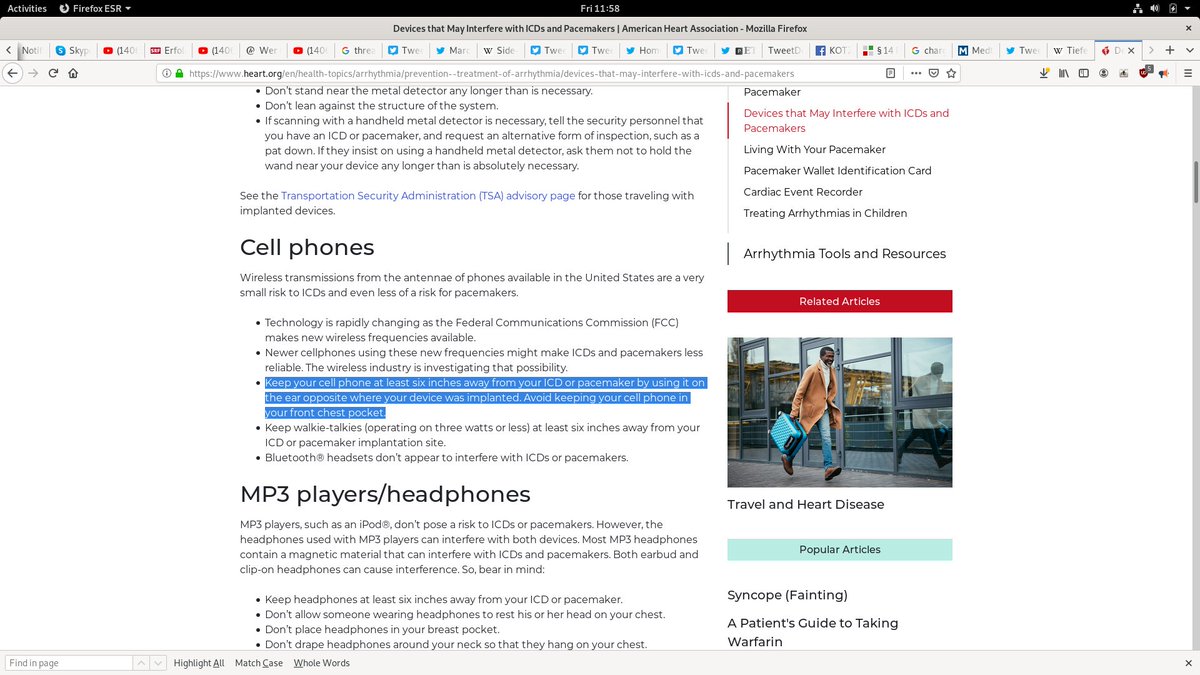 Activities
Firefox ESR
Fri 11:58
Devices that May Interfere with ICDs and Pacemakers | American Heart Association - Mozilla Firefox
Notif
Skyp
(140
Erfol
(140
@ Wer
(140
threa
Twe
Marc
Side-
Twe
Twe
Hom
Twe
TweetD
KOT
§ 14
chard
Medt
Twe
Tiefe
https://www.heart.org/en/health-topics/arrhythmia/prevention--treatment-of-arrhythmia/devices-that-may-interfere-with-icds-and-pacemakers
5
Don't stand near the metal detector any longer than is necessary.
Don't lean against the structure of the system.
If scanning with a handheld metal detector is necessary, tell the security personnel that
you have an ICD or pacemaker, and request an alternative form of inspection, such as a
pat down. If they insist on using a handheld metal detector, ask them not to hold the
wand near your device any longer than is absolutely necessary.
See the Transportation Security Administration (TSA) advisory page for those traveling with
implanted devices.
Cell phones
Wireless transmissions from the antennae of phones available in the United States are a very
small risk to ICDs and even less of a risk for pacemakers.
Technology is rapidly changing as the Federal Communications Commission (FCC)
makes new wireless frequencies available.
Newer cellphones using these new frequencies might make ICDs and pacemakers less
reliable. The wireless industry is investigating that possibility.
Keep your cell phone at least six inches away from your ICD or pacemaker by using it on
the ear opposite where your device was implanted. Avoid keeping your cell phone in
your front chest pocket.
Keep walkie-talkies (operating on three watts or less) at least six inches away from your
ICD or pacemaker implantation site.
Bluetooth® headsets don't appear to interfere with ICDs or pacemakers.
MP3 players/headphones
MP3 players, such as an iPod®, don't pose a risk to ICDs or pacemakers. However, the
headphones used with MP3 players can interfere with both devices. Most MP3 headphones
contain a magnetic material that can interfere with ICDs and pacemakers. Both earbud and
clip-on headphones can cause interference. So, bear in mind:
Keep headphones at least six inches away from your ICD or pacemaker.
Don't allow someone wearing headphones to rest his or her head on your chest.
Don't place headphones in your breast pocket.
Don't drape headphones around your neck so that they hang on your chest.
Pacemaker
Devices that May Interfere with ICDs and
Pacemakers
Living With Your Pacemaker
Pacemaker Wallet Identification Card
Cardiac Event Recorder
Treating Arrhythmias in Children
Arrhythmia Tools and Resources
Related Articles
Travel and Heart Disease
Popular Articles
Syncope (Fainting)
A Patient's Guide to Taking
Warfarin
Find in page
Highlight All
Match Case
Whole Words